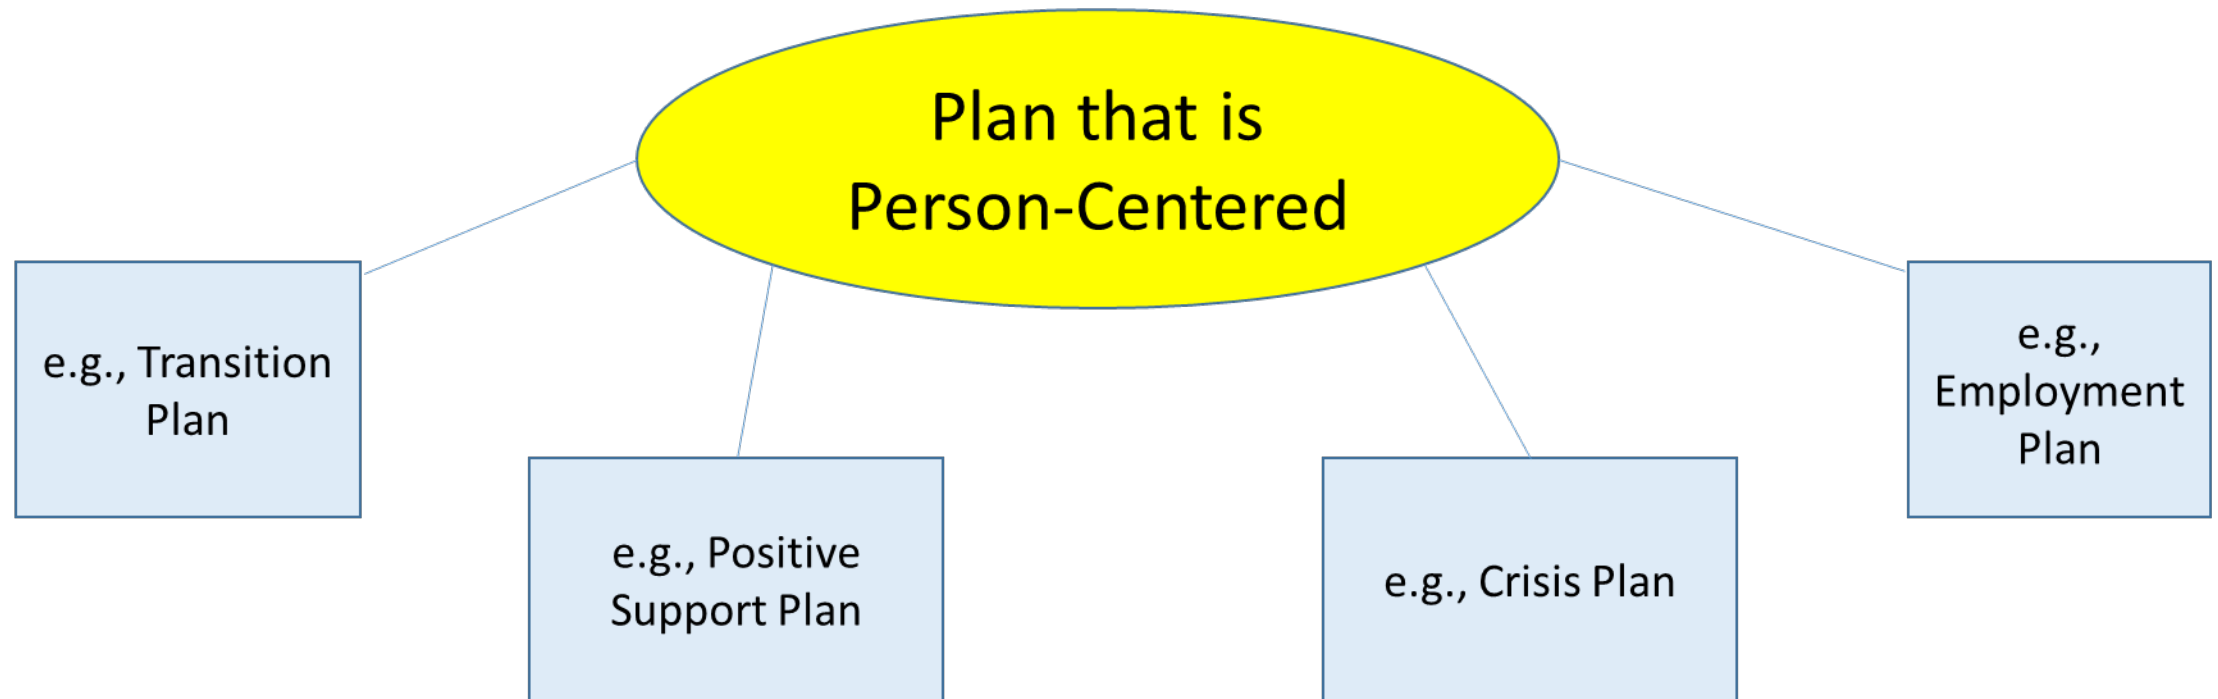 Plan that is
Person-Centered
e.g., Transition
Plan
e.g., Positive
Support Plan
e.g., Crisis Plan
e.g.,
Employment
Plan